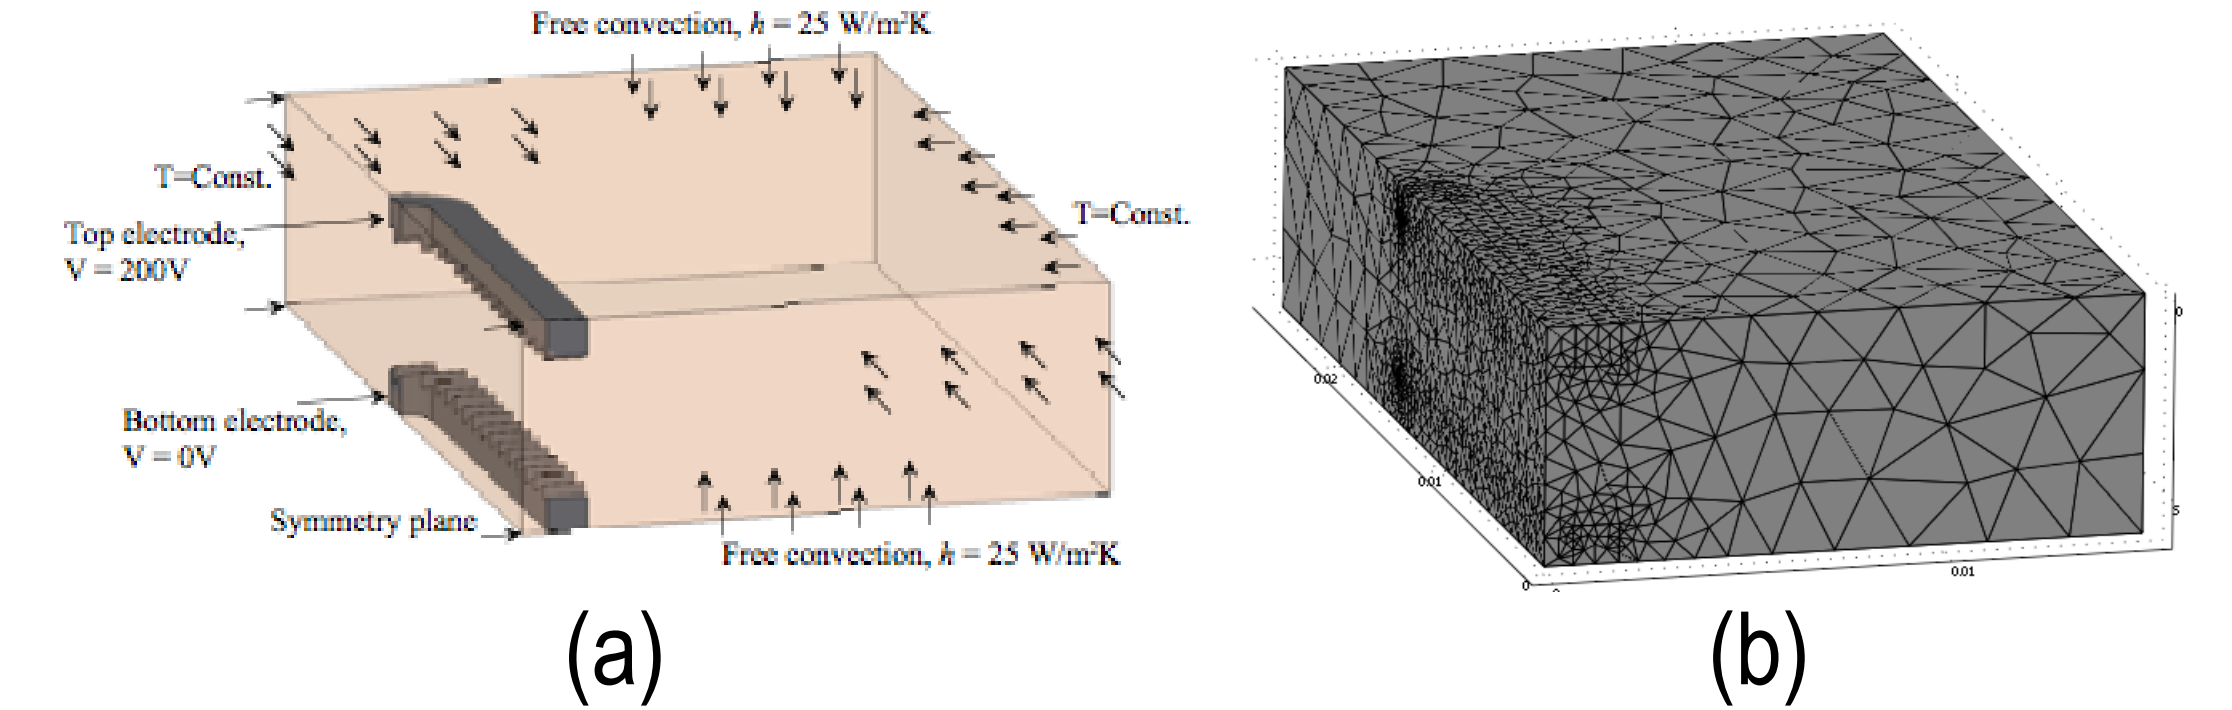 Free convection, h = 25 W/m²K
T=Const.
Top electrode,
V = 200V
T=Const.
Bottom electrode,
V = 0V
Symmetry plane
Free convection, h = 25 W/m²K
(a)
0.02
0.01
0
0.01
0
(b)